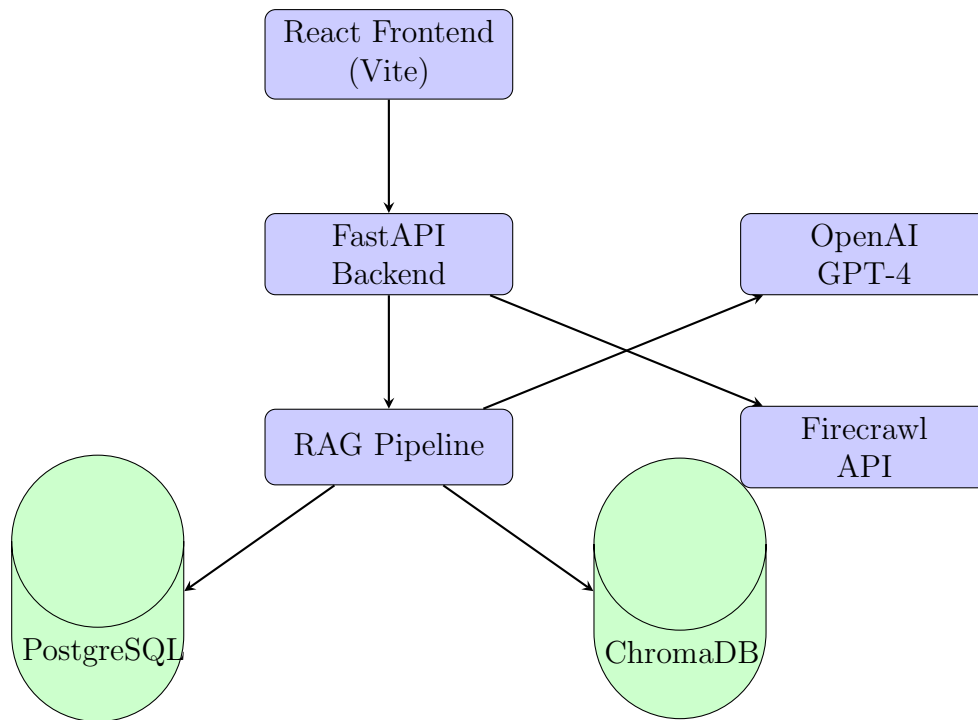 React Frontend
(Vite)
FastAPI
Backend
OpenAI
GPT-4
RAG Pipeline
Firecrawl
API
PostgreSQL
ChromaDB